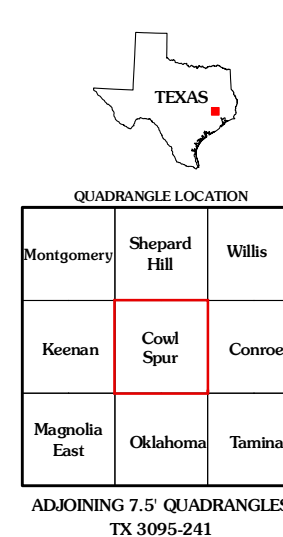 TEXAS
QUADRANGLE LOCATION
Montgomery
Shepard
Hill
Willis
Keenan
Cowl
Spur
Conroe
Magnolia
East
Oklahoma
Tamina
ADJOINING 7.5' QUADRANGLES
TX 3095-241